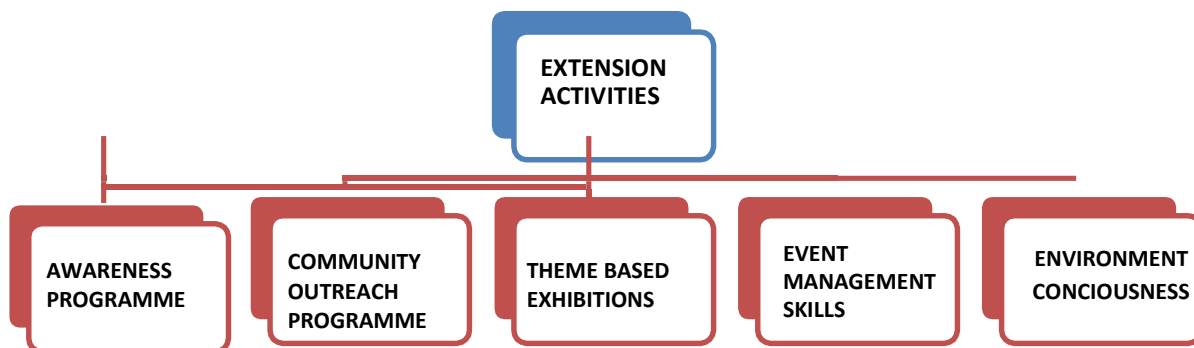 EXTENSION
ACTIVITIES
AWARENESS
PROGRAMME
COMMUNITY
OUTREACH
PROGRAMME
THEME BASED
EXHIBITIONS
EVENT
MANAGEMENT
SKILLS
ENVIRONMENT
CONCIOUSNESS